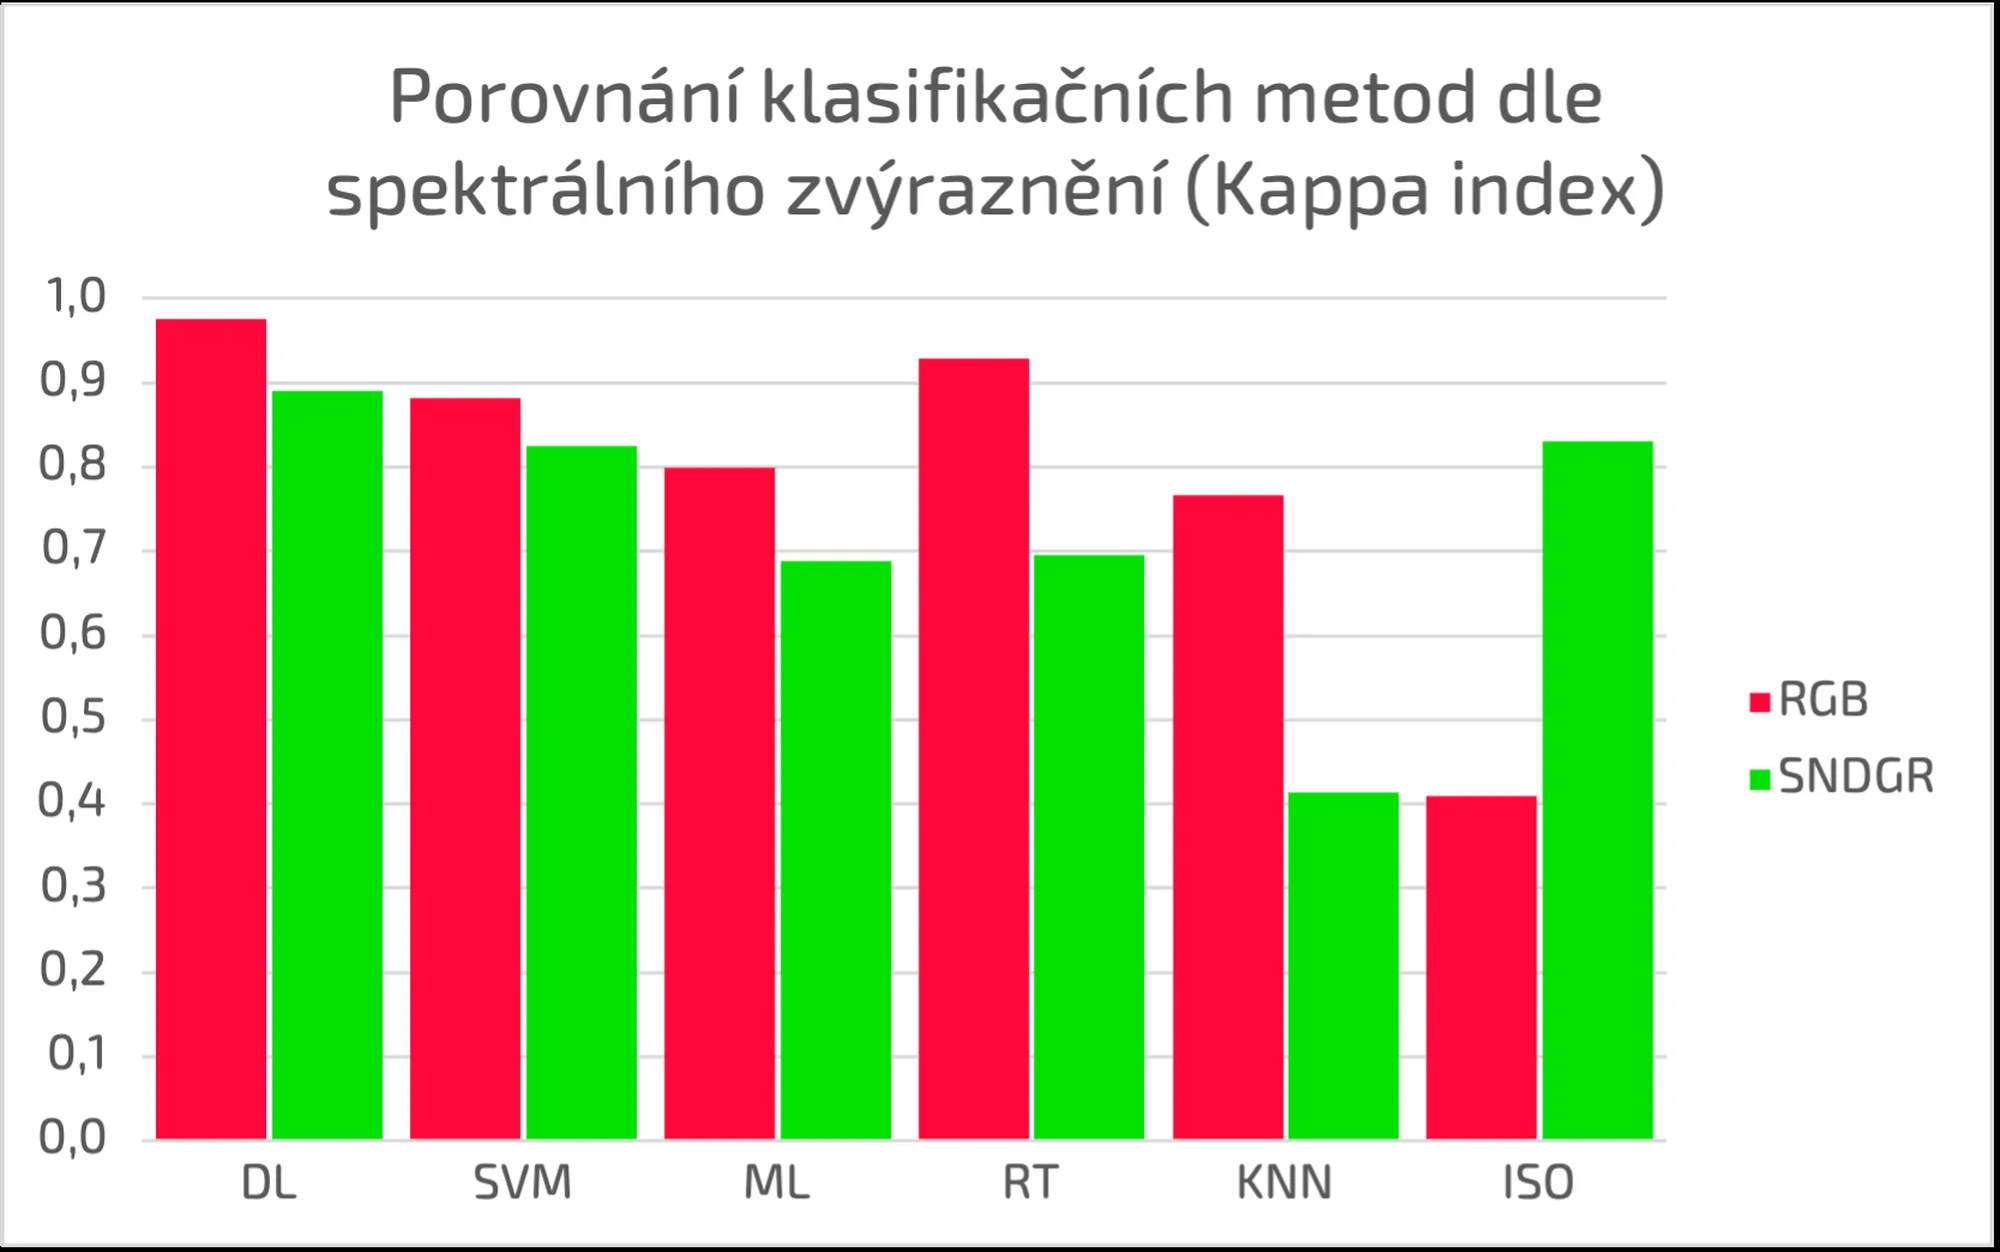 Porovnání klasifikačních metod dle
spektrálního zvýraznění (Kappa index)
1,0
0,9
0,8
0,7
0,6
0,5
0,4
0,3
0,2
0,1
0,0
DL SVM ML RT KNN ISO
RGB
SNDGR